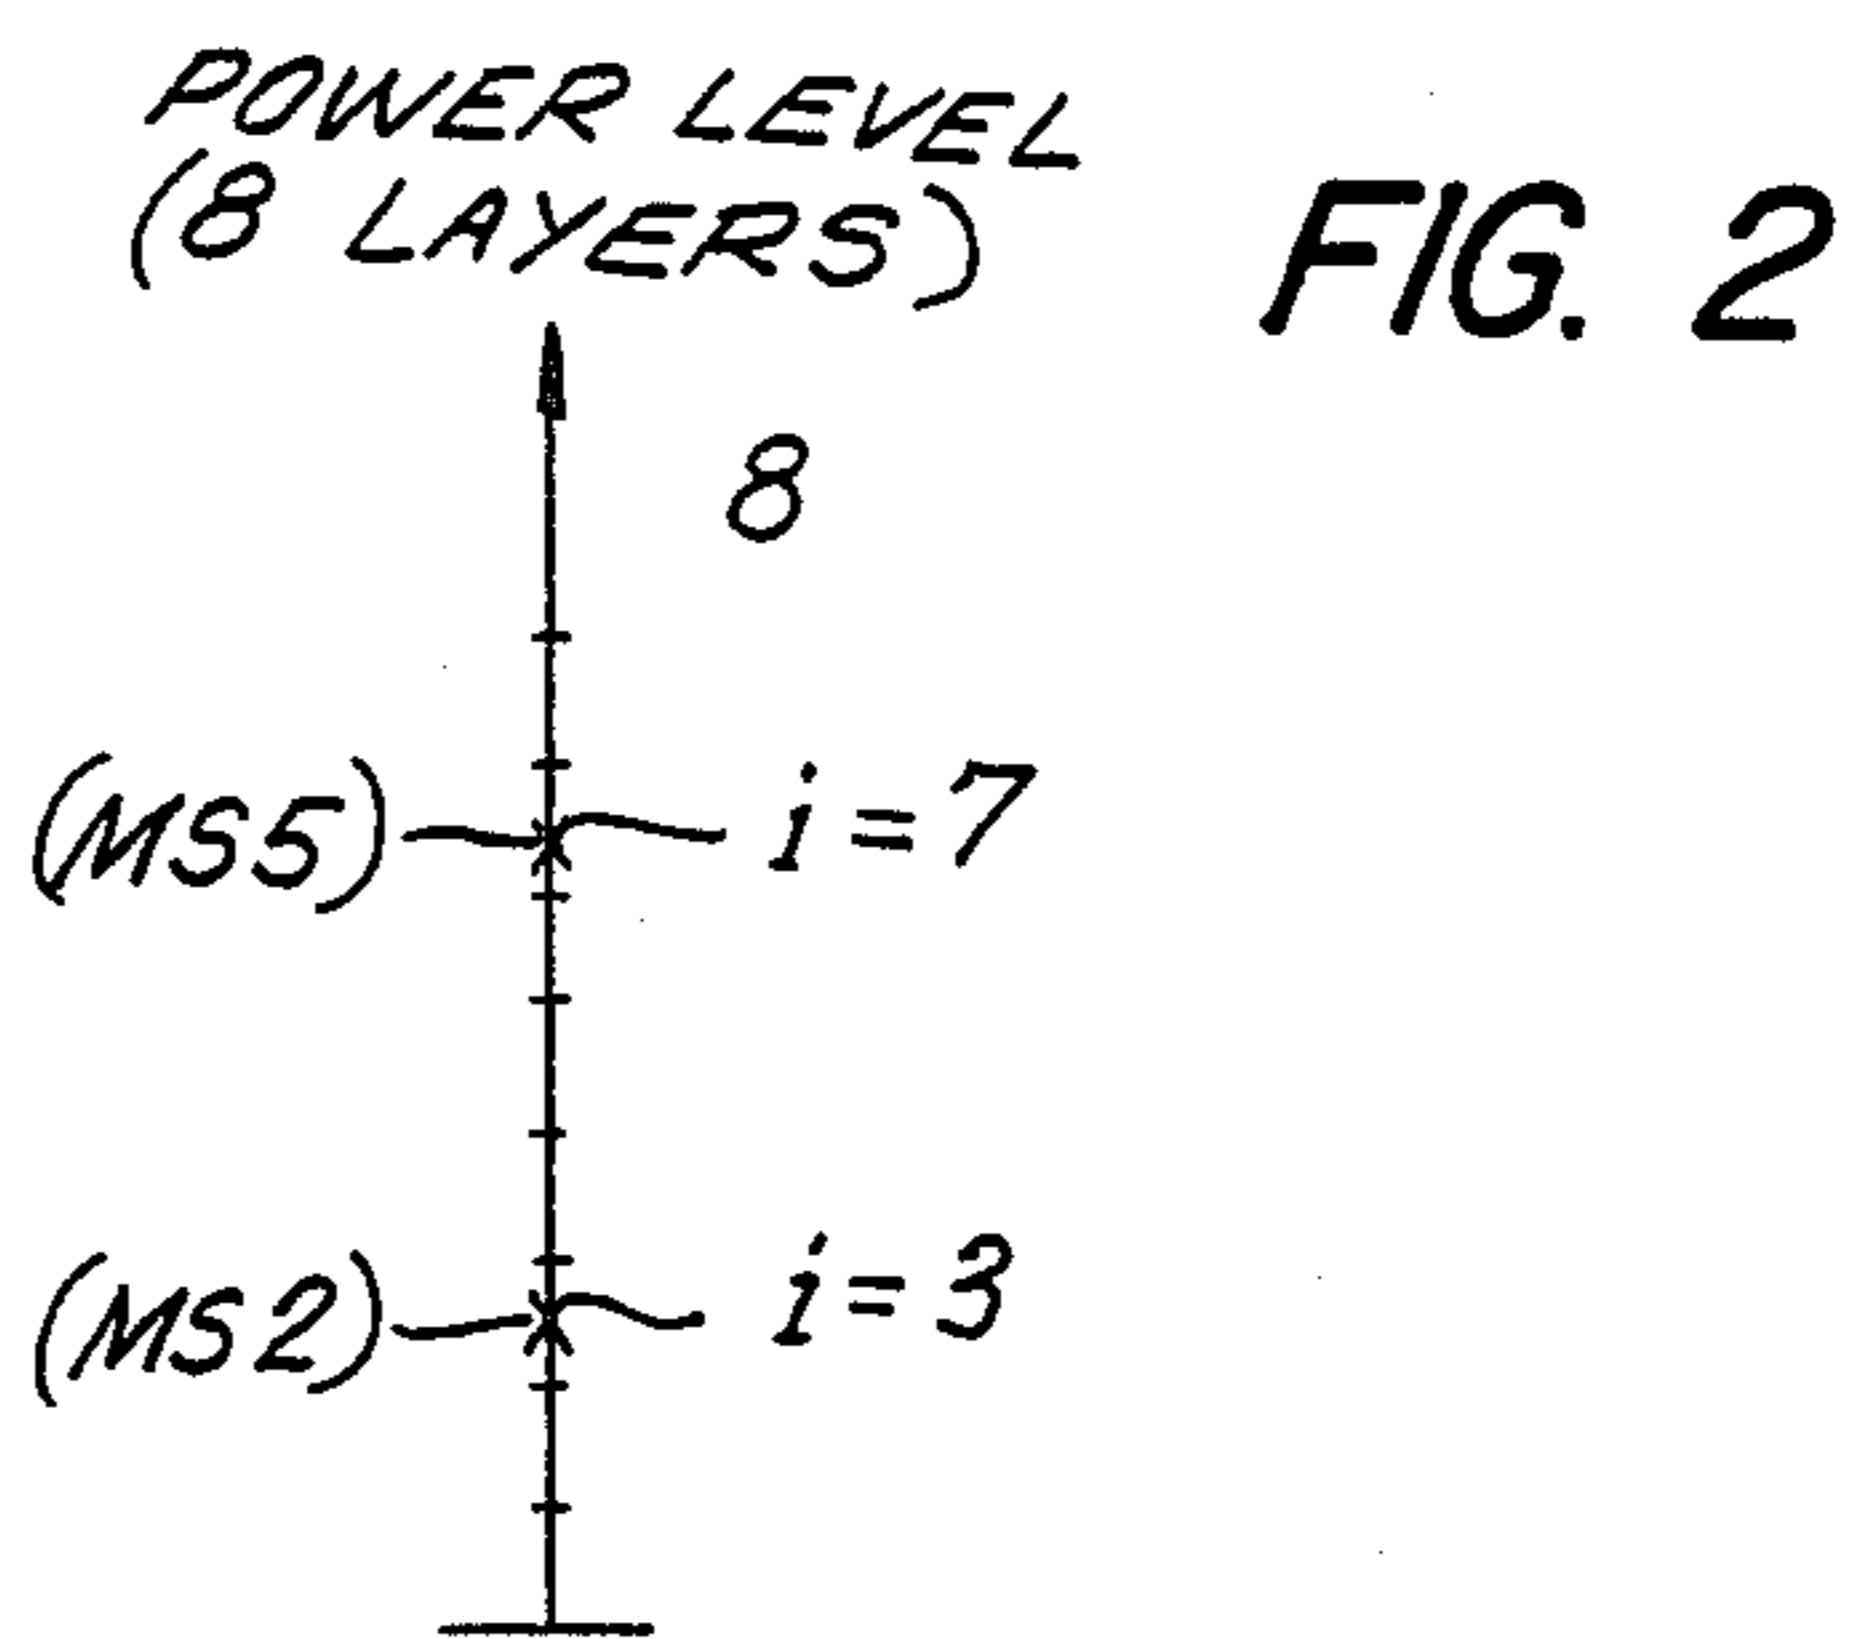 POWER LEVEL
(8 LAYERS)
FIG. 2
8
(MS5)
i=7
(MS2)
i=3